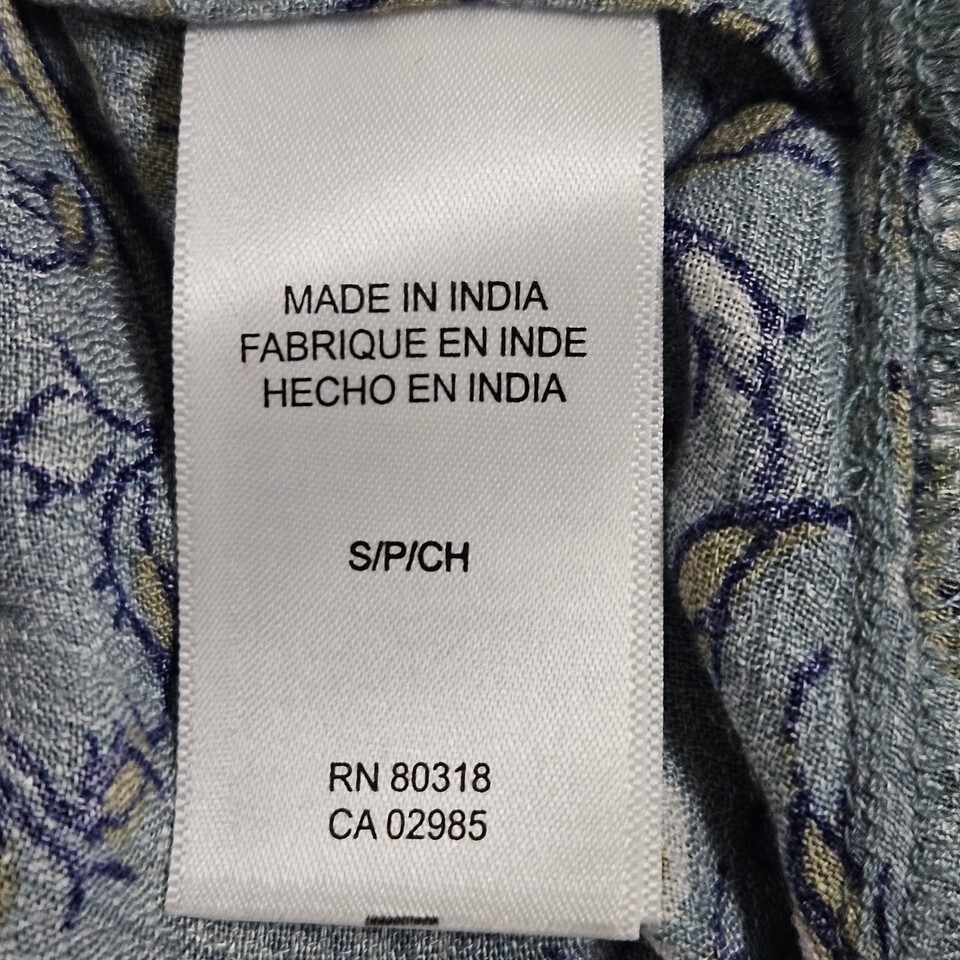 MADE IN INDIA
FABRIQUE EN INDE
HECHO EN INDIA
S/P/CH
RN 80318
CA 02985